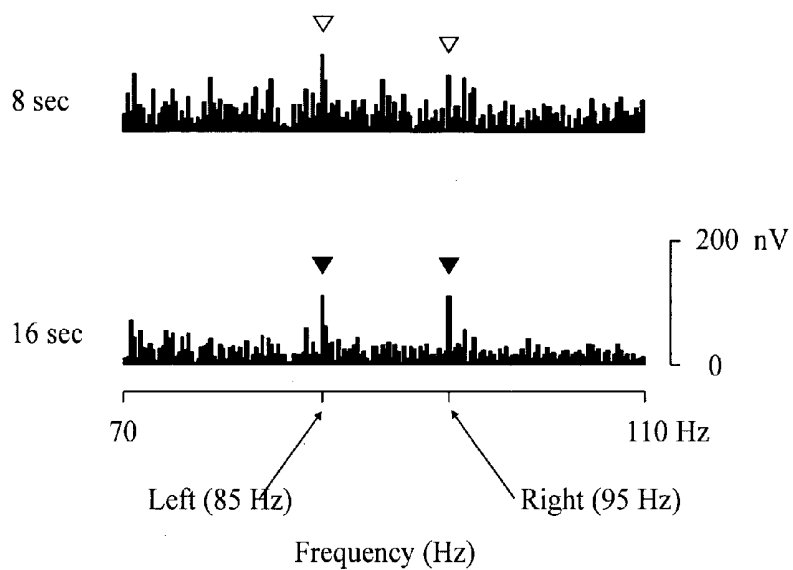 8 sec
200 nV
16 sec
0
70
110 Hz
Left (85 Hz)
Right (95 Hz)
Frequency (Hz)